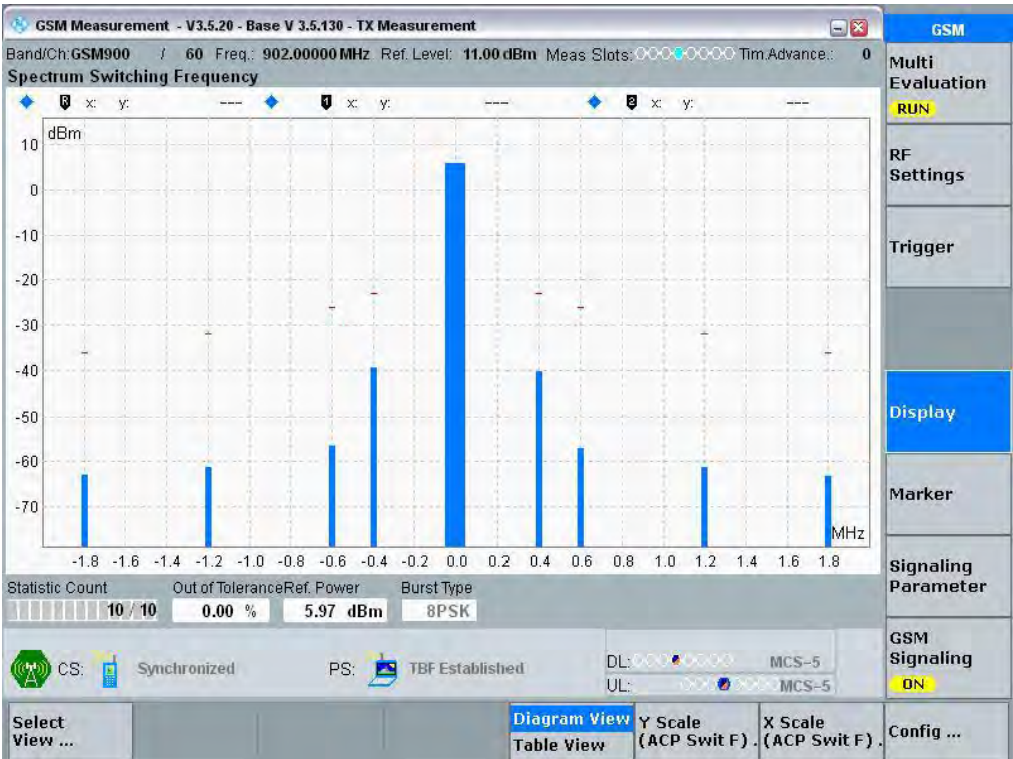 GSM Measurement - V3.5.20 - Base V 3.5.130 - TX Measurement
GSM
Band/Ch:GSM900 / 60 Freq.: 902.00000 MHz Ref. Level: 11.00 dBm Meas Slots: Tim.Advance.: 0
Spectrum Switching Frequency
R x: y: --- 1 x: y: --- 2 x: y: ---
dBm
10
0
-10
-20
-30
-40
-50
-60
-70
MHz
-1.8 -1.6 -1.4 -1.2 -1.0 -0.8 -0.6 -0.4 -0.2 0.0 0.2 0.4 0.6 0.8 1.0 1.2 1.4 1.6 1.8
Statistic Count Out of Tolerance Ref. Power Burst Type
10 / 10 0.00 % 5.97 dBm 8PSK
CS: Synchronized PS: TBF Established
DL: MCS-5
UL: MCS-5
Multi
Evaluation
RUN
RF
Settings
Trigger
Display
Marker
Signaling
Parameter
GSM
Signaling
ON
Select
View ...
Diagram View
Table View
Y Scale
(ACP Swit F) .
X Scale
(ACP Swit F) .
Config ...